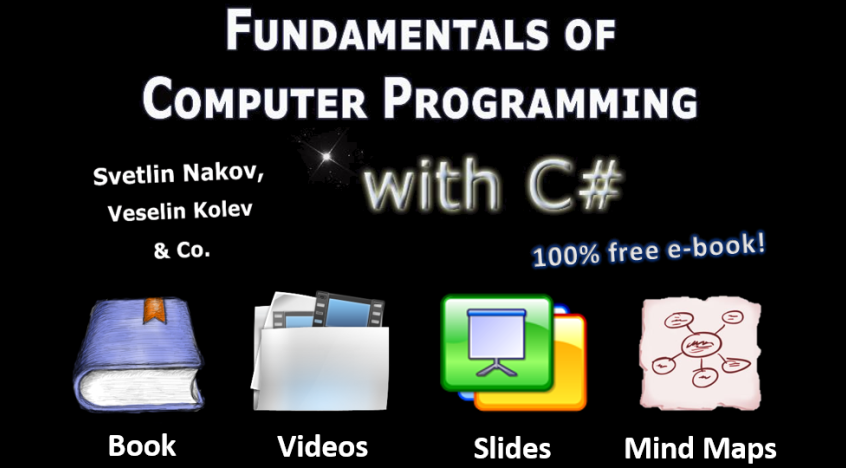 FUNDAMENTALS OF
COMPUTER PROGRAMMING
with C#
Svetlin Nakov,
Veselin Kolev
& Co.
100% free e-book!
Book
Videos
Slides
Mind Maps